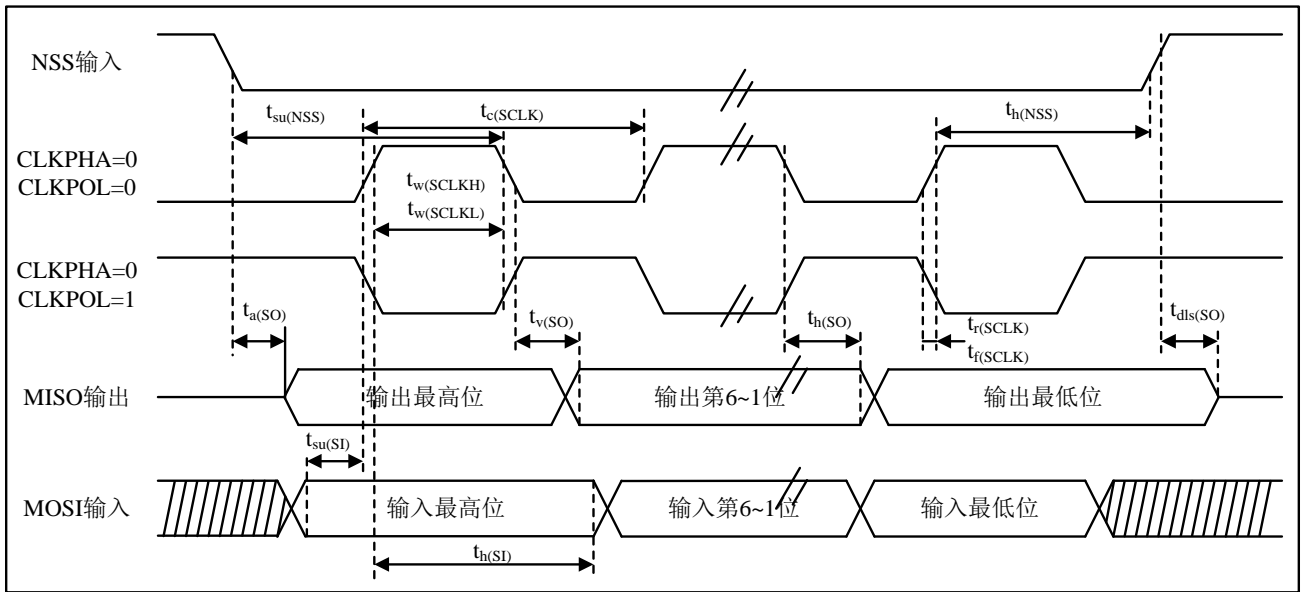 NSS输入
tsu(NSS)
tc(SCLK)
th(NSS)
CLKPHA=0
CLKPOL=0
tw(SCLKH)
tw(SCLKL)
CLKPHA=0
CLKPOL=1
ta(SO)
tv(SO)
th(SO)
tr(SCLK)
tf(SCLK)
tdls(SO)
MISO输出
输出最高位
输出第6~1位
输出最低位
tsu(SI)
MOSI输入
输入最高位
输入第6~1位
输入最低位
th(SI)